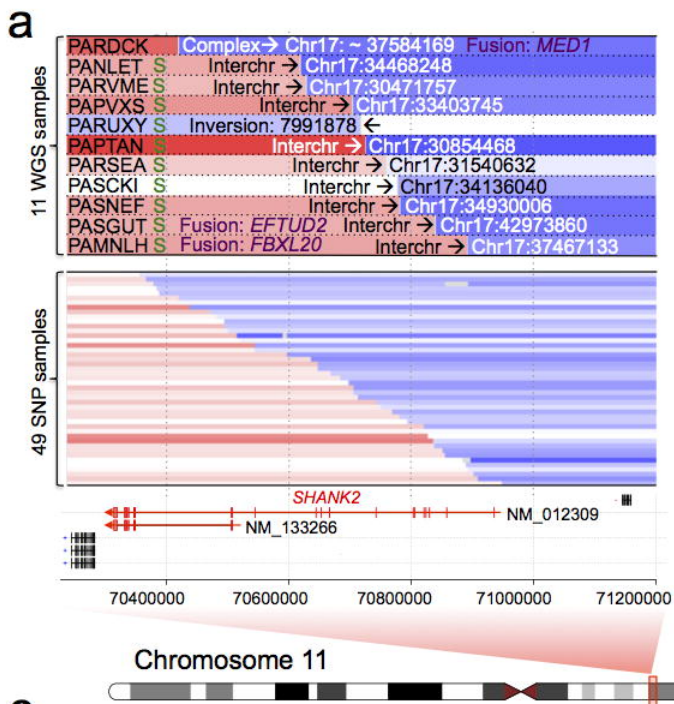 a
11 WGS samples
PARDCK Complex→ Chr17: ~ 37584169 Fusion: MED1
PANLET S Interchr → Chr17:34468248
PARVME S Interchr → Chr17:30471757
PAPVXS S Interchr → Chr17:33403745
PARUXY S Inversion: 7991878 ←
PAPTAN S Interchr → Chr17:30854468
PARSEA S Interchr → Chr17:31540632
PASCKI S Interchr → Chr17:34136040
PASNEF S Interchr → Chr17:34930006
PASGUT S Fusion: EFTUD2 Interchr → Chr17:42973860
PAMNLH S Fusion: FBXL20 Interchr → Chr17:37467133
49 SNP samples
SHANK2
NM_012309
NM_133266
70400000 70600000 70800000 71000000 71200000
Chromosome 11